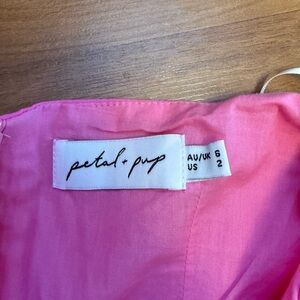 petal + pup
AU/UK 6
US 2